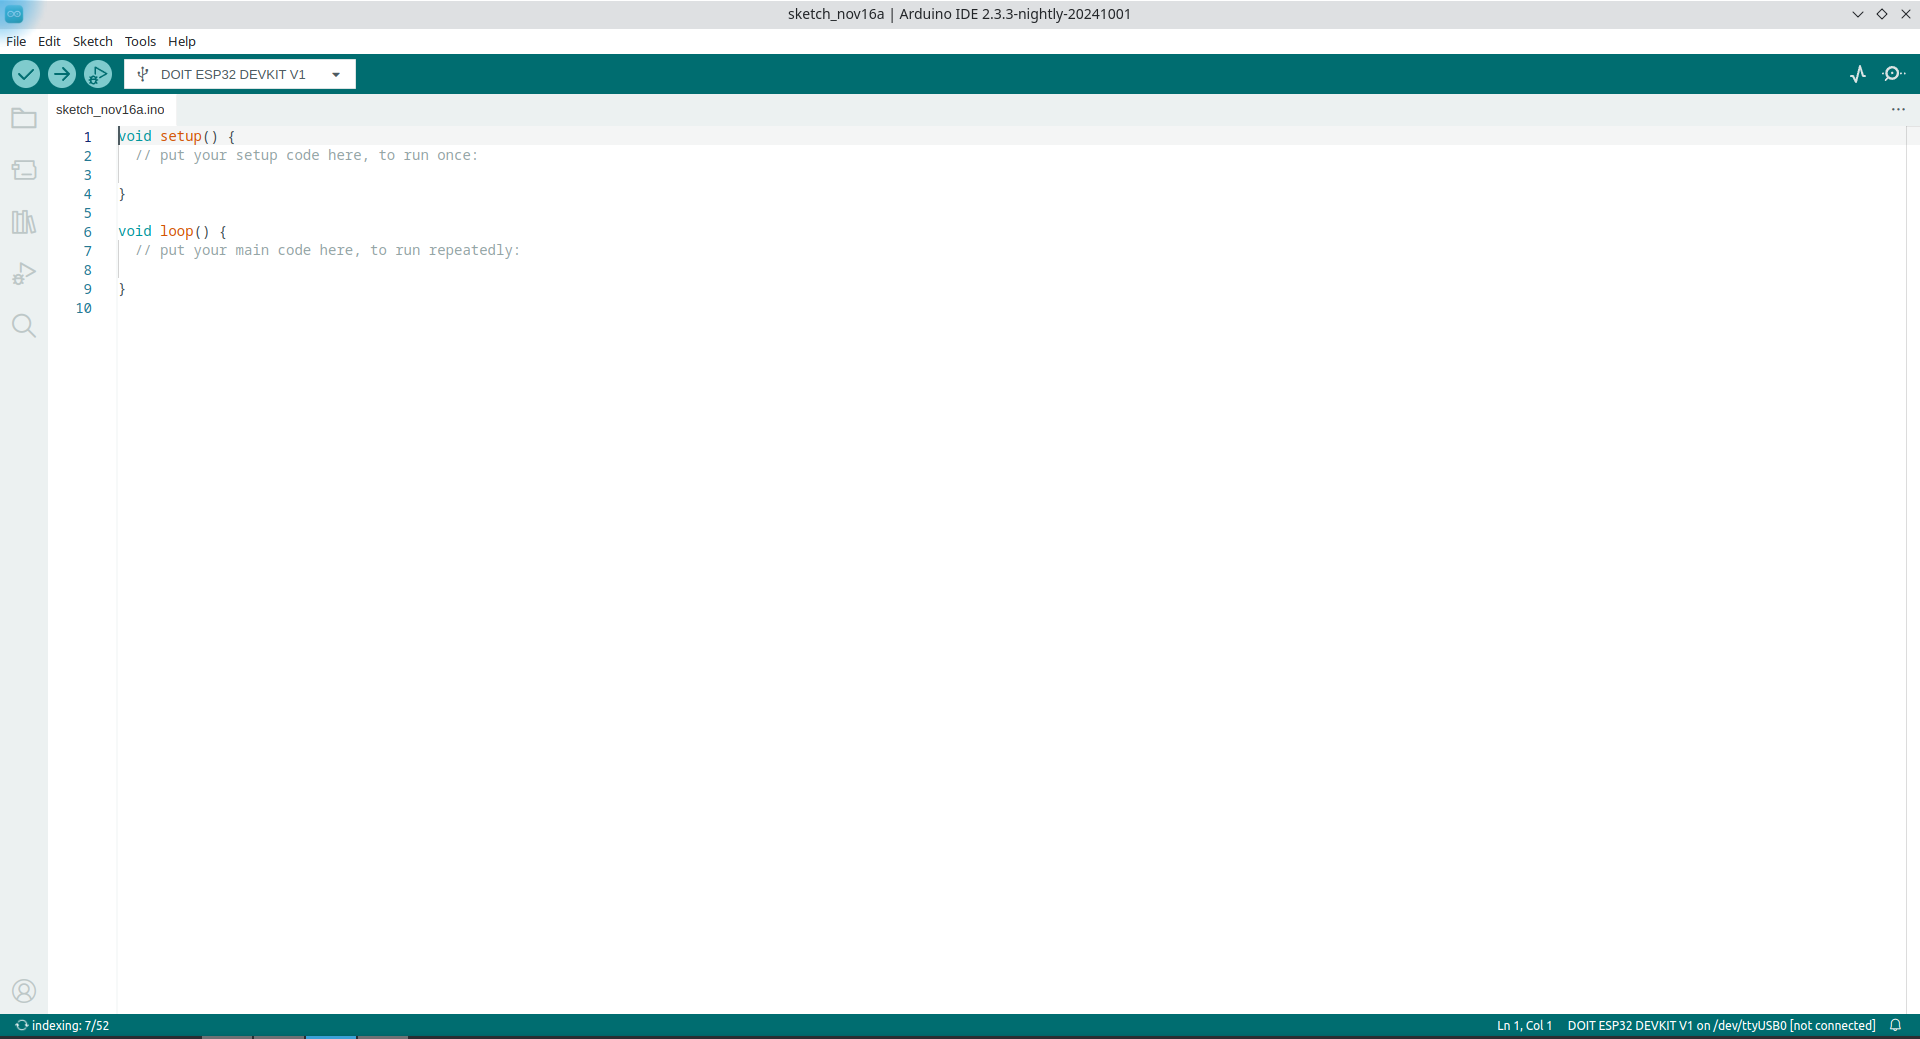 sketch_nov16a | Arduino IDE 2.3.3-nightly-20241001
File Edit Sketch Tools Help
DOIT ESP32 DEVKIT V1
sketch_nov16a.ino
1 void setup() {
2 // put your setup code here, to run once:
3
4 }
5
6 void loop() {
7 // put your main code here, to run repeatedly:
8
9 }
10
indexing: 7/52 Ln 1, Col 1 DOIT ESP32 DEVKIT V1 on /dev/ttyUSB0 [not connected]